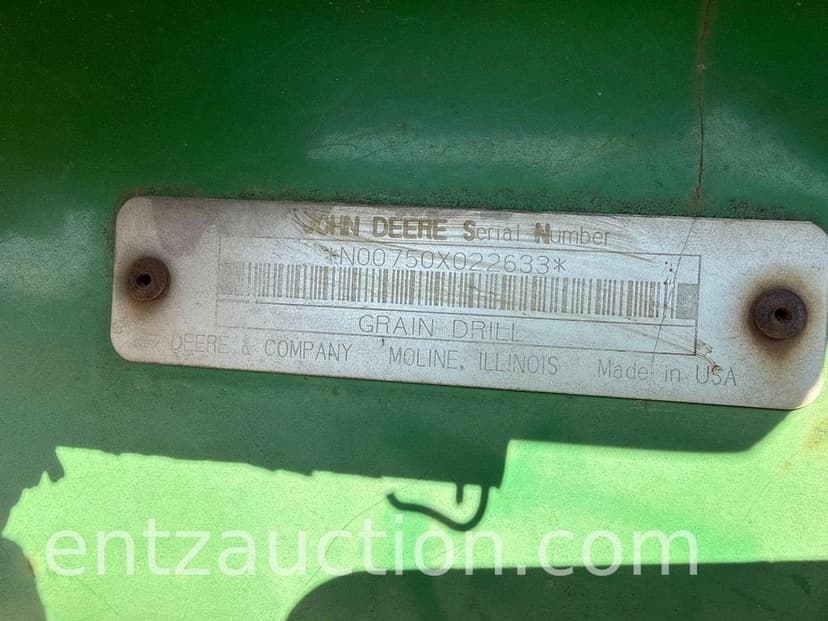 JOHN DEERE Serial Number
*N00750X022633*
GRAIN DRILL
DEERE & COMPANY MOLINE, ILLINOIS Made in USA
entzauction.com